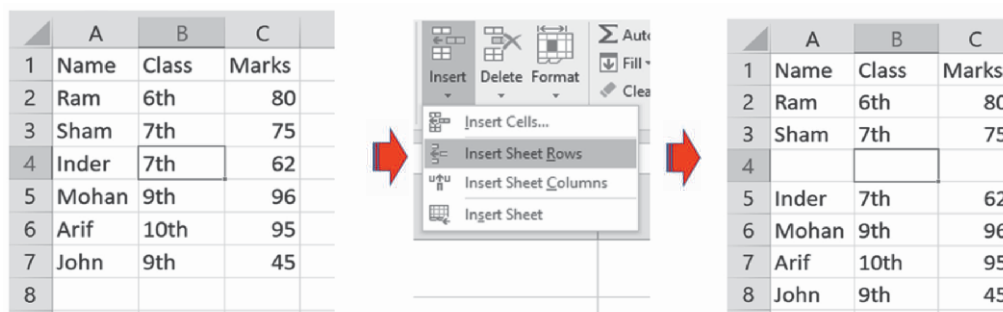 A B C
1 Name Class Marks
2 Ram 6th 80
3 Sham 7th 75
4 Inder 7th 62
5 Mohan 9th 96
6 Arif 10th 95
7 John 9th 45
8
Insert Delete Format
Σ Auto
Fill
Clea
Insert Cells...
Insert Sheet Rows
Insert Sheet Columns
Insert Sheet
A B C
1 Name Class Marks
2 Ram 6th 80
3 Sham 7th 75
4
5 Inder 7th 62
6 Mohan 9th 96
7 Arif 10th 95
8 John 9th 45